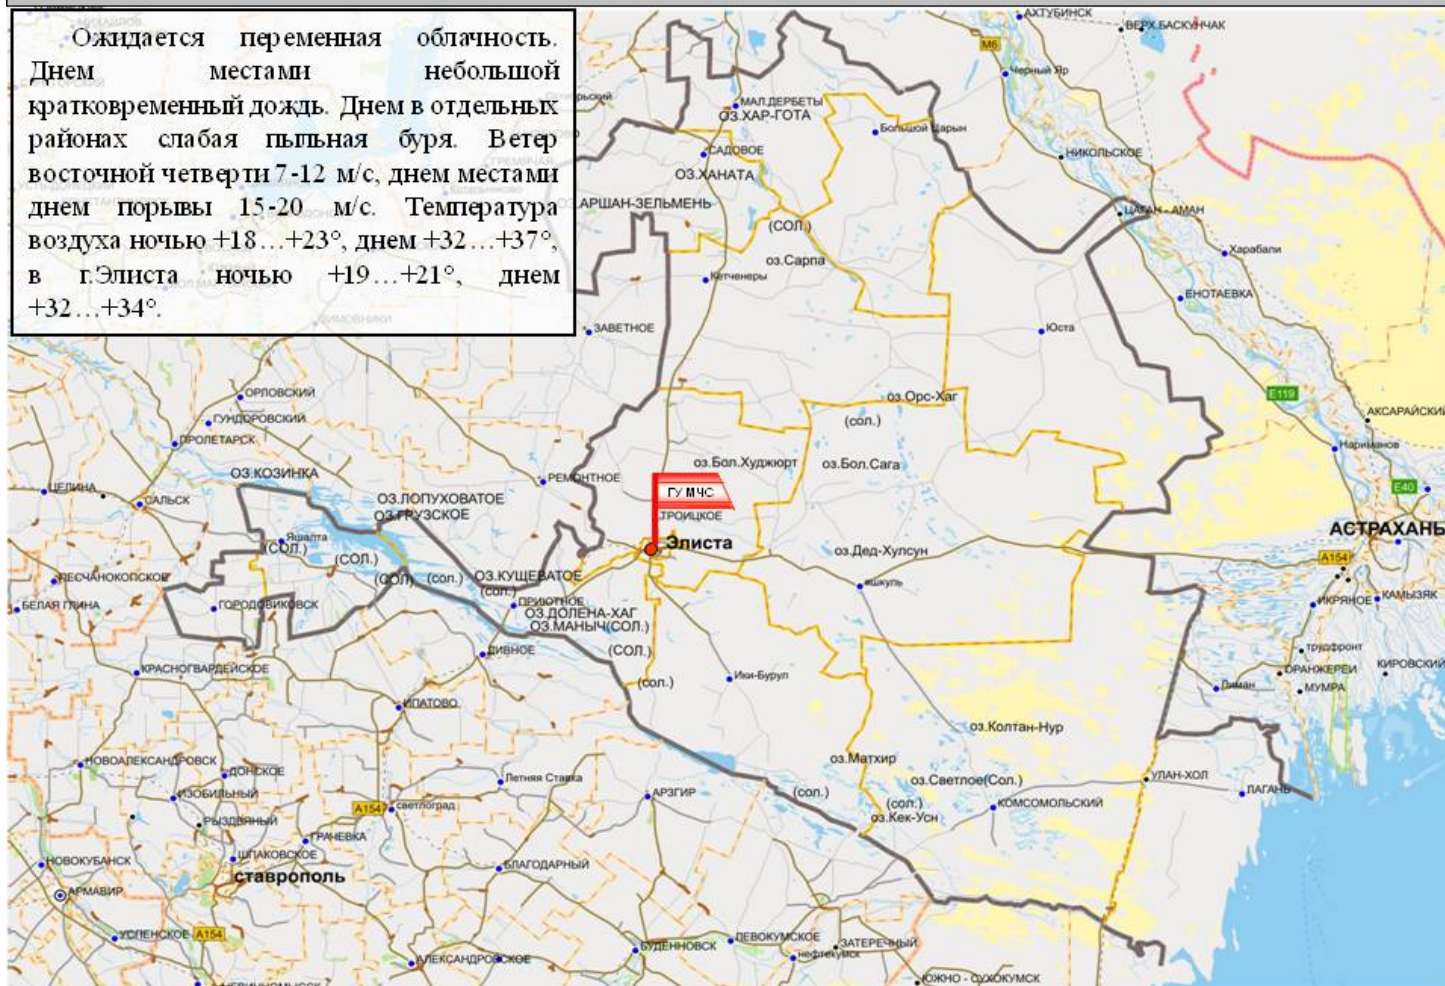 Ожидается переменная облачность.
Днем местами небольшой
кратковременный дождь. Днем в отдельных
районах слабая пыльная буря. Ветер
восточной четверти 7-12 м/с, днем местами
днем порывы 15-20 м/с. Температура
воздуха ночью +18…+23°, днем +32…+37°,
в г.Элиста ночью +19…+21°, днем
+32…+34°.
АХТУБИНСК
ВЕРХ.БАСКУНЧАК
М6
Черный Яр
МАЛ.ДЕРБЕТЫ
ОЗ.ХАР-ГОТА
Большой Царын
САДОВОЕ
НИКОЛЬСКОЕ
ОЗ.ХАНАТА
ОЗ.АРШАН-ЗЕЛЬМЕНЬ
ЦАГАН - АМАН
(СОЛ.)
Харабали
оз.Сарпа
Кетченеры
ЕНОТАЕВКА
ЗАВЕТНОЕ
Юста
ОРЛОВСКИЙ
оз.Орс-Хаг
Е119
ГУНДОРОВСКИЙ
(сол.)
АКСАРАЙСКИЙ
ПРОЛЕТАРСК
Нариманов
оз.Бол.Худжюрт
оз.Бол.Сага
ОЗ.КОЗИНКА
РЕМОНТНОЕ
ЦЕЛИНА
САЛЬСК
ОЗ.ЛОПУХОВАТОЕ
ГУ МЧС
Е40
ОЗ.ГРУЗСКОЕ
ТРОИЦКОЕ
АСТРАХАНЬ
Яшалта
(СОЛ.)
Элиста
(СОЛ.)
оз.Дед-Хулсун
А154
ПЕСЧАНОКОПСКОЕ
(СОЛ)
(сол.)
ОЗ.КУЩЕВАТОЕ
(сол.)
яшкуль
БЕЛАЯ ГЛИНА
ГОРОДОВИКОВСК
ПРИЮТНОЕ
ОЗ.ДОЛЕНА-ХАГ
ИКРЯНОЕ
КАМЫЗЯК
ОЗ.МАНЫЧ(СОЛ.)
ДИВНОЕ
(СОЛ.)
трудфронт
КРАСНОГВАРДЕЙСКОЕ
ОРАНЖЕРЕИ
КИРОВСКИЙ
(сол.)
Ики-Бурул
Лиман
МУМРА
ИПАТОВО
оз.Колтан-Нур
НОВОАЛЕКСАНДРОВСК
оз.Матхир
ДОНСКОЕ
Летняя Ставка
оз.Светлое(Сол.)
УЛАН-ХОЛ
ИЗОБИЛЬНЫЙ
А154
светлоград
АРЗГИР
(сол.)
(сол.)
КОМСОМОЛЬСКИЙ
ЛАГАНЬ
РЫЗДВЯНЫЙ
оз.Кек-Усн
ГРАЧЕВКА
НОВОКУБАНСК
ШПАКОВСКОЕ
БЛАГОДАРНЫЙ
ставрополь
АРМАВИР
УСПЕНСКОЕ
А154
БУДЕННОВСК
ЛЕВОКУМСКОЕ
ЗАТЕРЕЧНЫЙ
АЛЕКСАНДРОВСКОЕ
нефтекумск
ЮЖНО - СУХОКУМСК